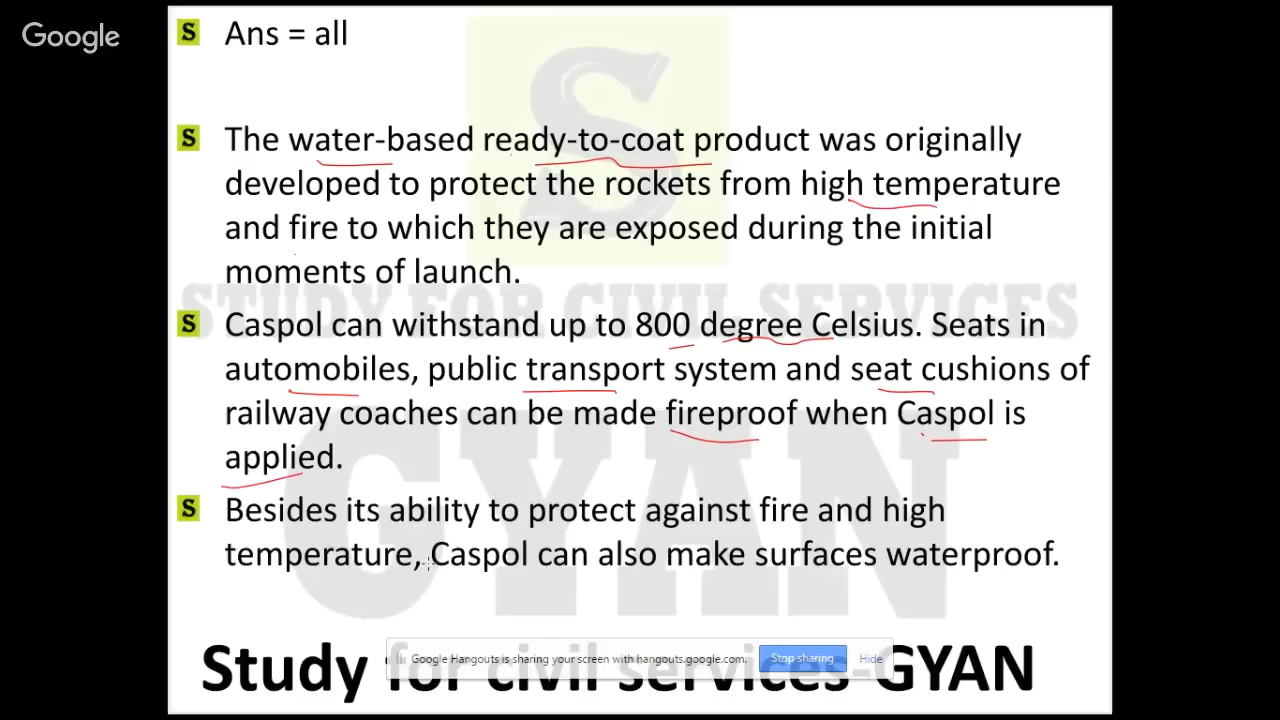 Google
S Ans = all
S The water-based ready-to-coat product was originally
developed to protect the rockets from high temperature
and fire to which they are exposed during the initial
moments of launch.
S Caspol can withstand up to 800 degree Celsius. Seats in
automobiles, public transport system and seat cushions of
railway coaches can be made fireproof when Caspol is
applied.
S Besides its ability to protect against fire and high
temperature, Caspol can also make surfaces waterproof.
S
STUDY FOR CIVIL SERVICES
GYAN
Study for civil services-GYAN
Google Hangouts is sharing your screen with hangouts.google.com. Stop sharing Hide